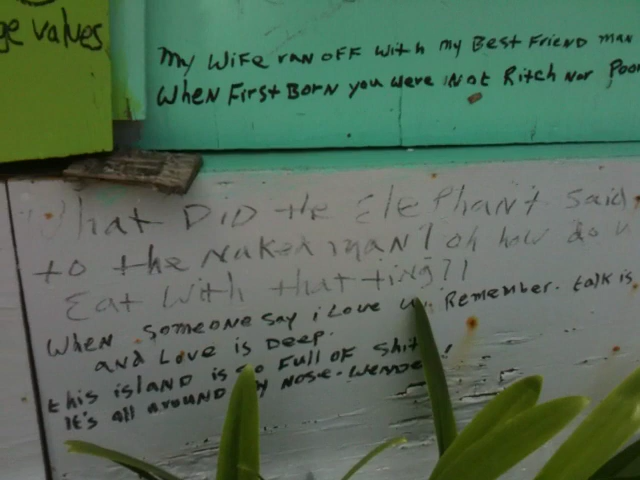 ge values
My Wife ran off with my Best Friend man
When First Born you were Not Ritch Nor Poor
What DiD the Elephant Said
to the Naked man? oh how do u
Eat With that ting?!
When someone say i Love u. Remember. talk is
and Love is Deep.
this island is so Full of Shit!
It's all around my nose.